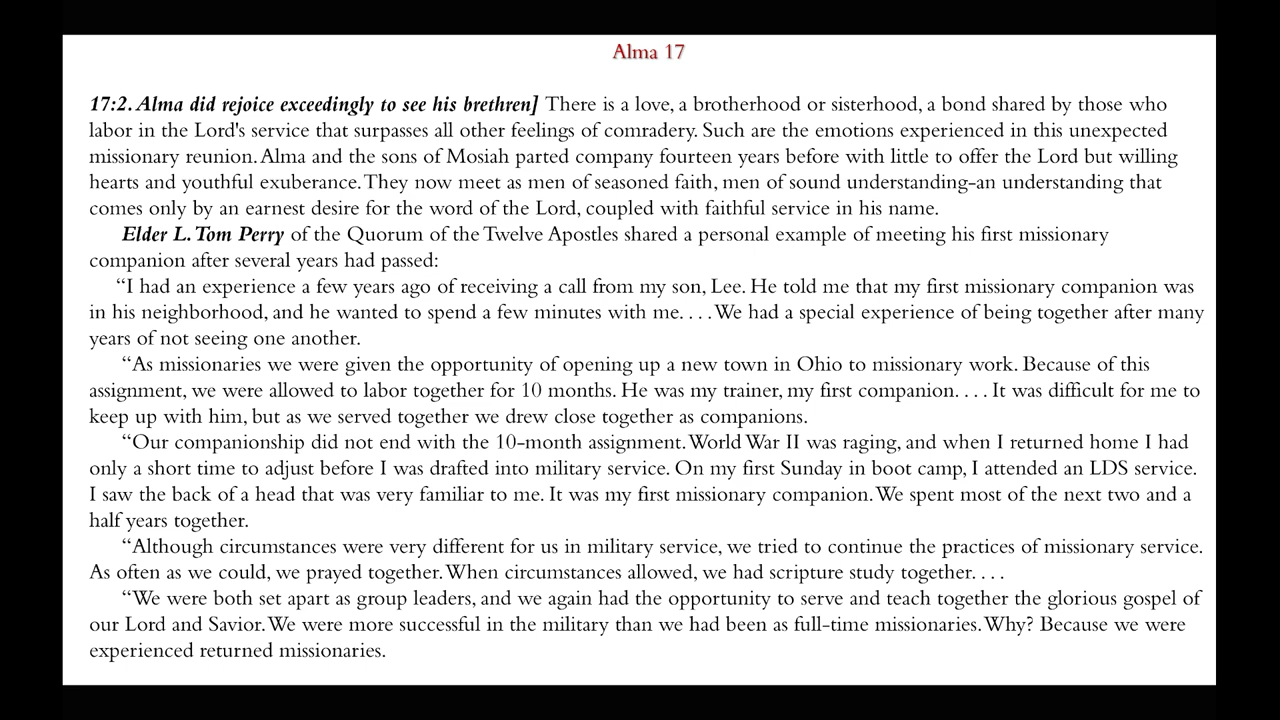 Alma 17
17:2. Alma did rejoice exceedingly to see his brethren] There is a love, a brotherhood or sisterhood, a bond shared by those who
labor in the Lord's service that surpasses all other feelings of comradery. Such are the emotions experienced in this unexpected
missionary reunion. Alma and the sons of Mosiah parted company fourteen years before with little to offer the Lord but willing
hearts and youthful exuberance. They now meet as men of seasoned faith, men of sound understanding-an understanding that
comes only by an earnest desire for the word of the Lord, coupled with faithful service in his name.
Elder L. Tom Perry of the Quorum of the Twelve Apostles shared a personal example of meeting his first missionary
companion after several years had passed:
“I had an experience a few years ago of receiving a call from my son, Lee. He told me that my first missionary companion was
in his neighborhood, and he wanted to spend a few minutes with me. . . . We had a special experience of being together after many
years of not seeing one another.
“As missionaries we were given the opportunity of opening up a new town in Ohio to missionary work. Because of this
assignment, we were allowed to labor together for 10 months. He was my trainer, my first companion. . . . It was difficult for me to
keep up with him, but as we served together we drew close together as companions.
“Our companionship did not end with the 10-month assignment. World War II was raging, and when I returned home I had
only a short time to adjust before I was drafted into military service. On my first Sunday in boot camp, I attended an LDS service.
I saw the back of a head that was very familiar to me. It was my first missionary companion. We spent most of the next two and a
half years together.
“Although circumstances were very different for us in military service, we tried to continue the practices of missionary service.
As often as we could, we prayed together. When circumstances allowed, we had scripture study together. . . .
“We were both set apart as group leaders, and we again had the opportunity to serve and teach together the glorious gospel of
our Lord and Savior. We were more successful in the military than we had been as full-time missionaries. Why? Because we were
experienced returned missionaries.